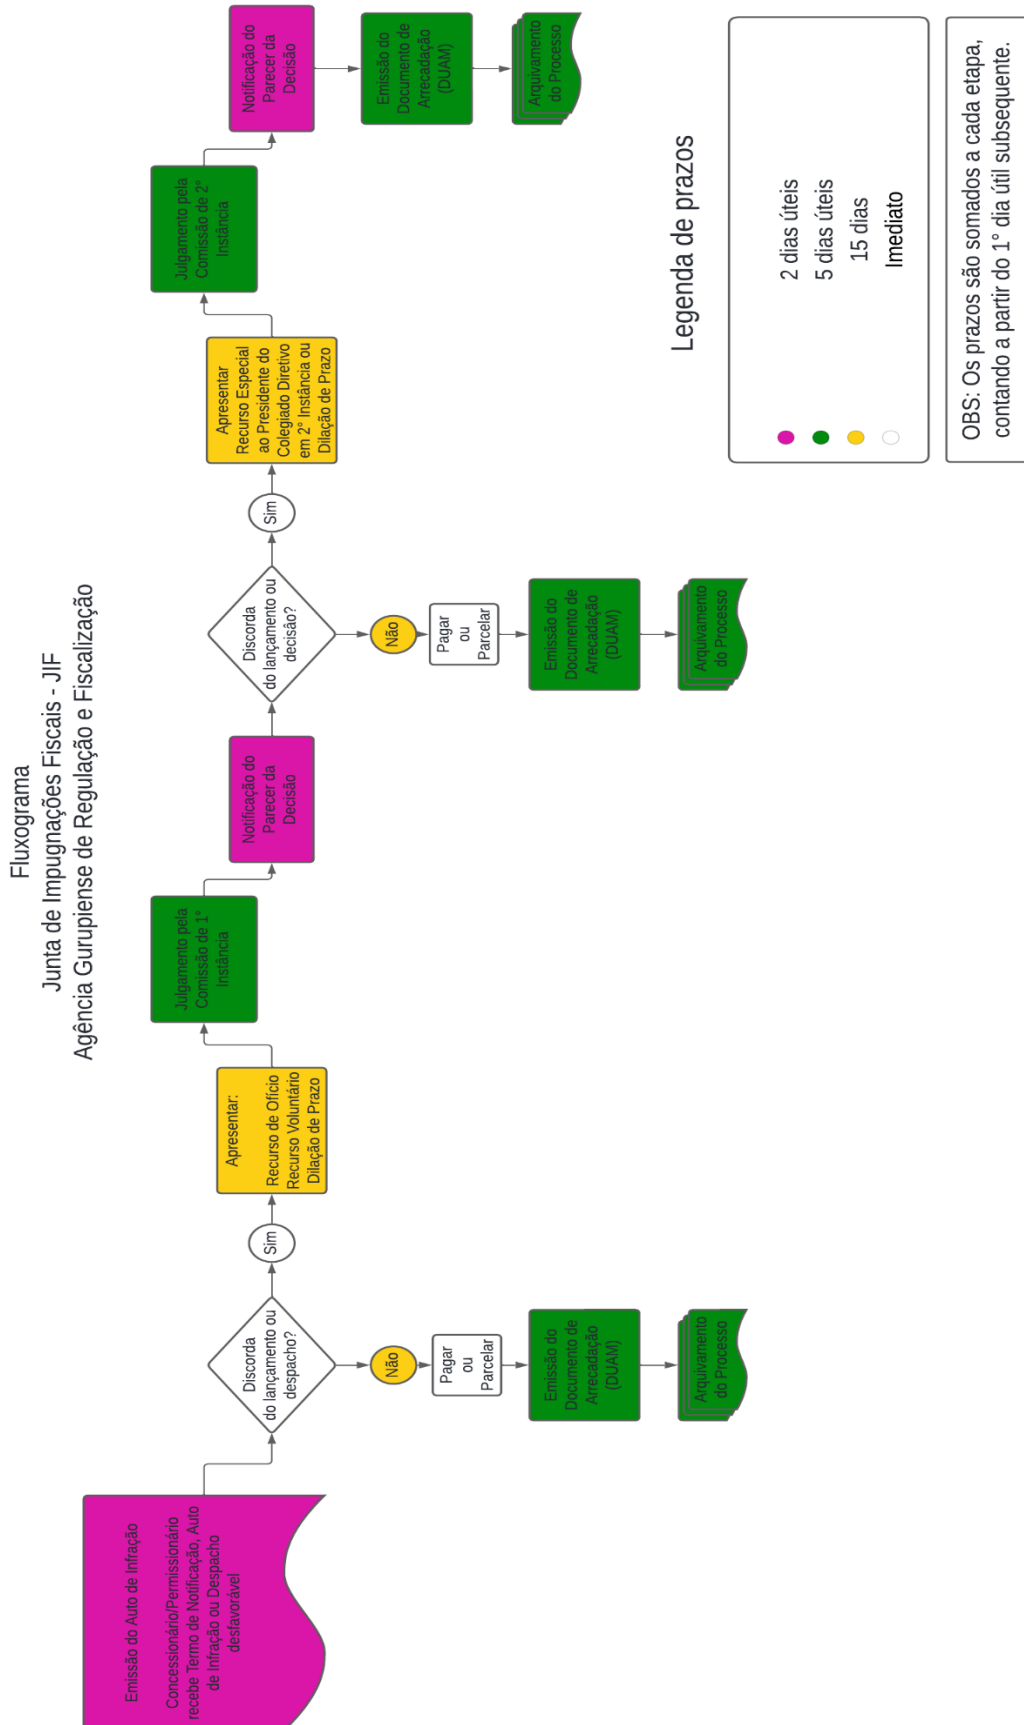 Fluxograma
Junta de Impugnações Fiscais - JIF
Agência Gurupiense de Regulação e Fiscalização
Emissão do Auto de Infração
Concessionário/Permissionário
recebe Termo de Notificação, Auto
de Infração ou Despacho
desfavorável
Discorda
do lançamento ou
despacho?
Não
Pagar
ou
Parcelar
Emissão do
Documento de
Arrecadação
(DUAM)
Arquivamento
do Processo
Sim
Apresentar:
Recurso de Ofício
Recurso Voluntário
Dilação de Prazo
Julgamento pela
Comissão de 1°
Instância
Notificação do
Parecer da
Decisão
Discorda
do lançamento ou
decisão?
Não
Pagar
ou
Parcelar
Emissão do
Documento de
Arrecadação
(DUAM)
Arquivamento
do Processo
Sim
Apresentar
Recurso Especial
ao Presidente do
Colegiado Diretivo
em 2° Instância ou
Dilação de Prazo
Julgamento pela
Comissão de 2°
Instância
Notificação do
Parecer da
Decisão
Emissão do
Documento de
Arrecadação
(DUAM)
Arquivamento
do Processo
Legenda de prazos
2 dias úteis
5 dias úteis
15 dias
Imediato
OBS: Os prazos são somados a cada etapa,
contando a partir do 1° dia útil subsequente.